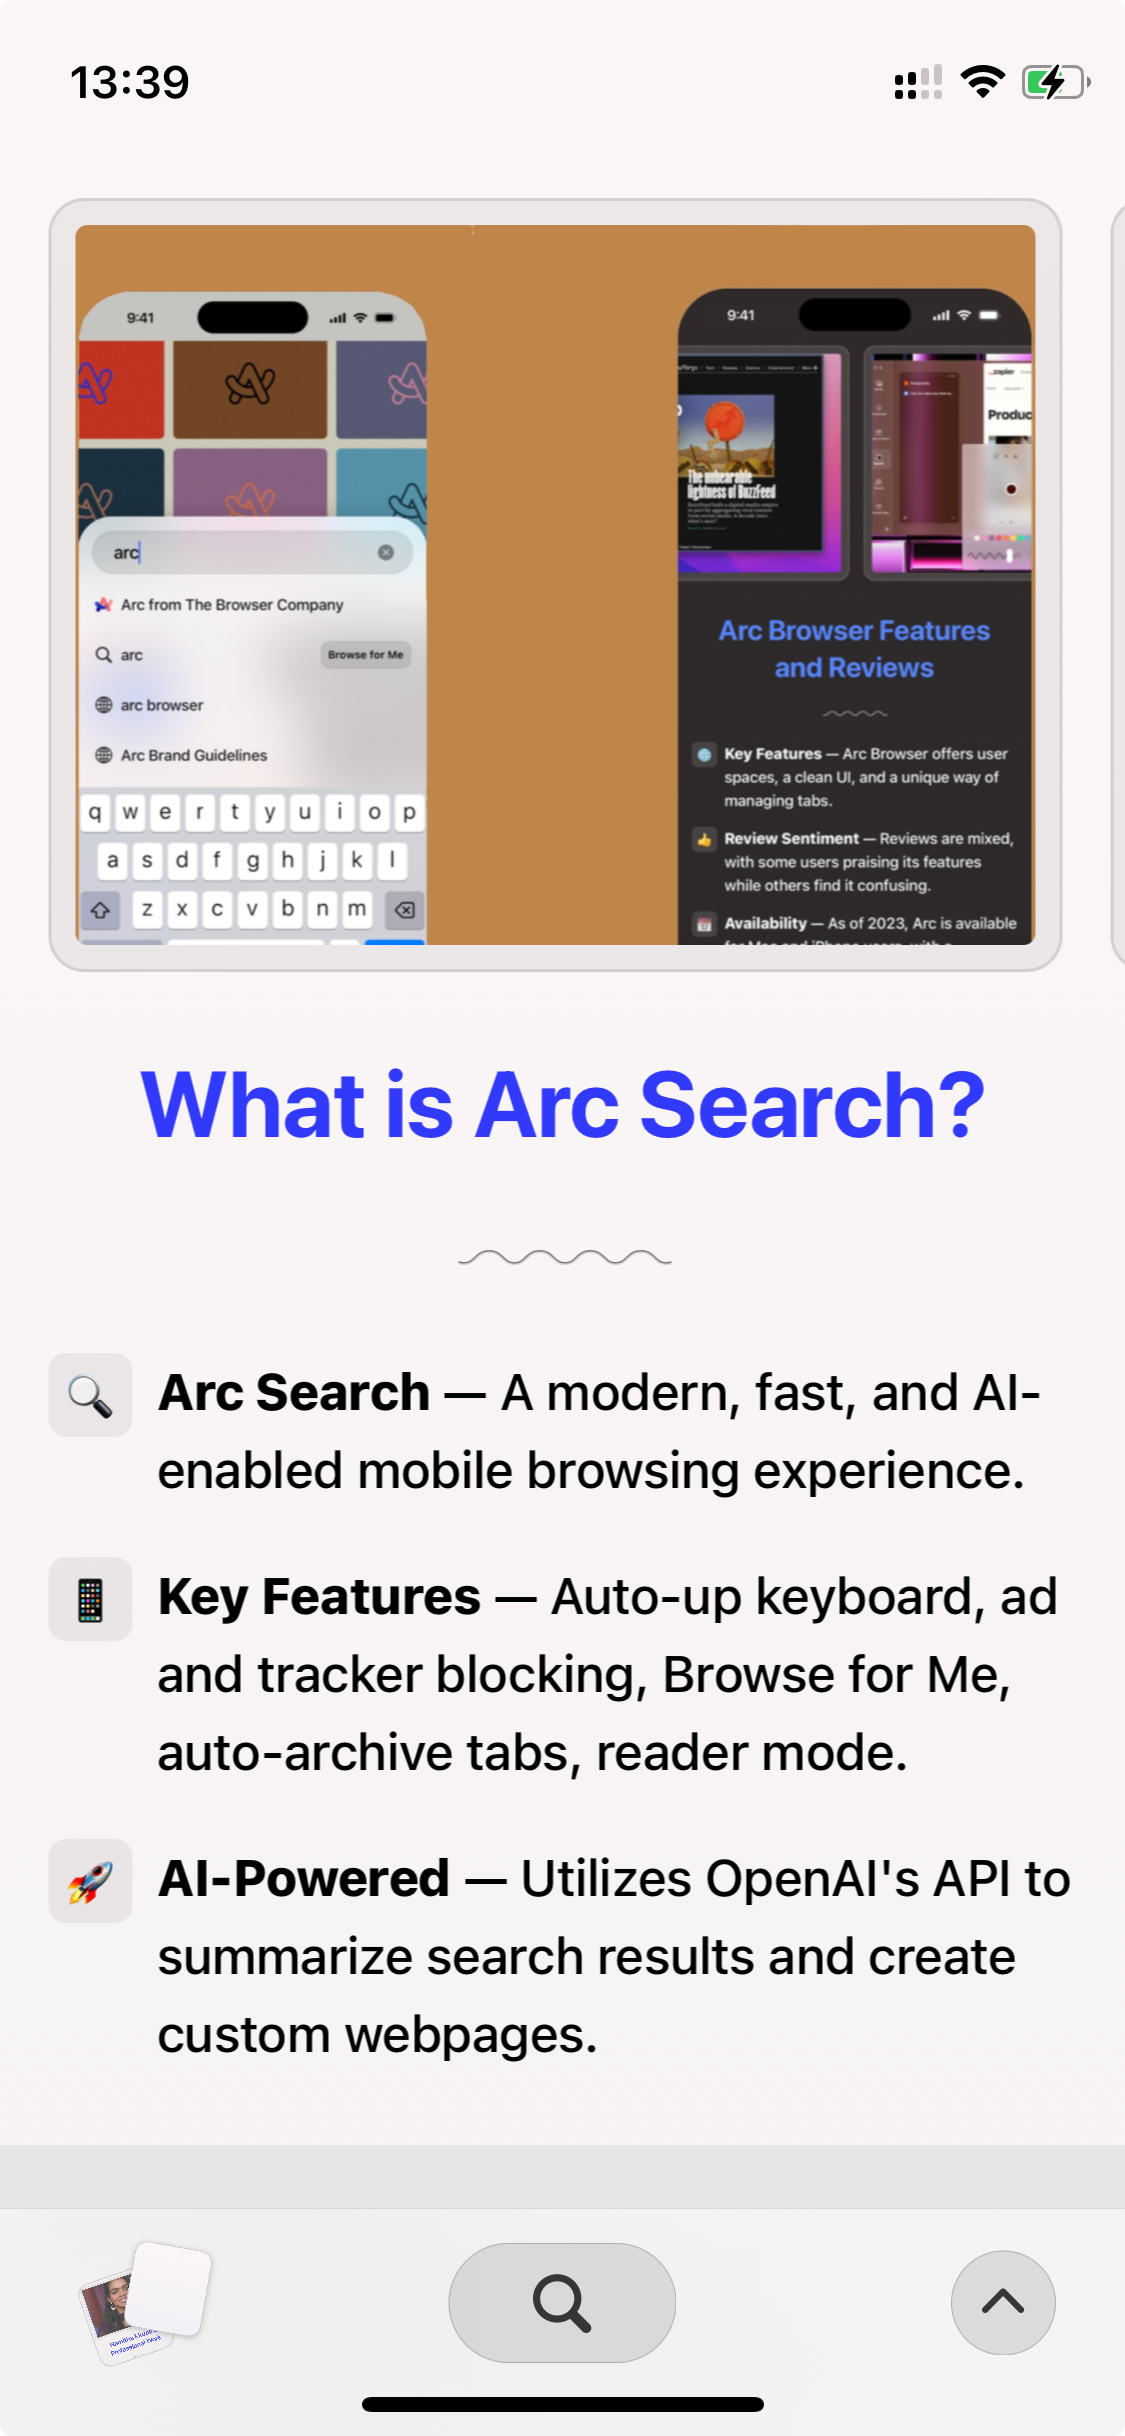 13:39
9:41
arc
Arc from The Browser Company
arc
Browse for Me
arc browser
Arc Brand Guidelines
q w e r t y u i o p
a s d f g h j k l
z x c v b n m
9:41
The unbearable
lightness of BuzzFeed
zapier
Produc
Arc Browser Features
and Reviews
Key Features — Arc Browser offers user
spaces, a clean UI, and a unique way of
managing tabs.
Review Sentiment — Reviews are mixed,
with some users praising its features
while others find it confusing.
Availability — As of 2023, Arc is available
What is Arc Search?
Arc Search — A modern, fast, and AI-
enabled mobile browsing experience.
Key Features — Auto-up keyboard, ad
and tracker blocking, Browse for Me,
auto-archive tabs, reader mode.
AI-Powered — Utilizes OpenAI's API to
summarize search results and create
custom webpages.